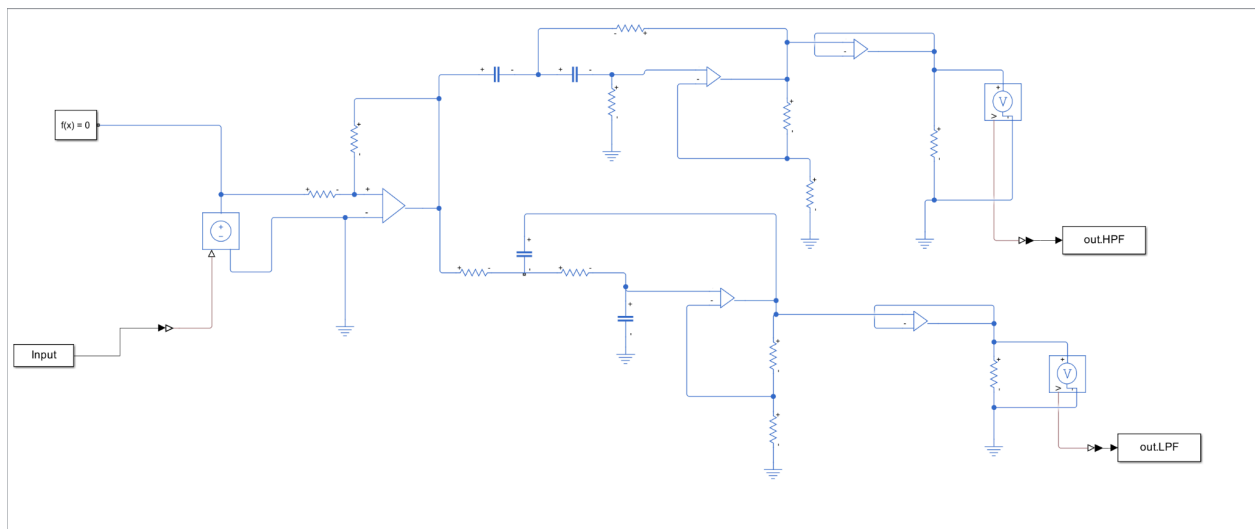 f(x) = 0
V
out.HPF
Input
V
out.LPF